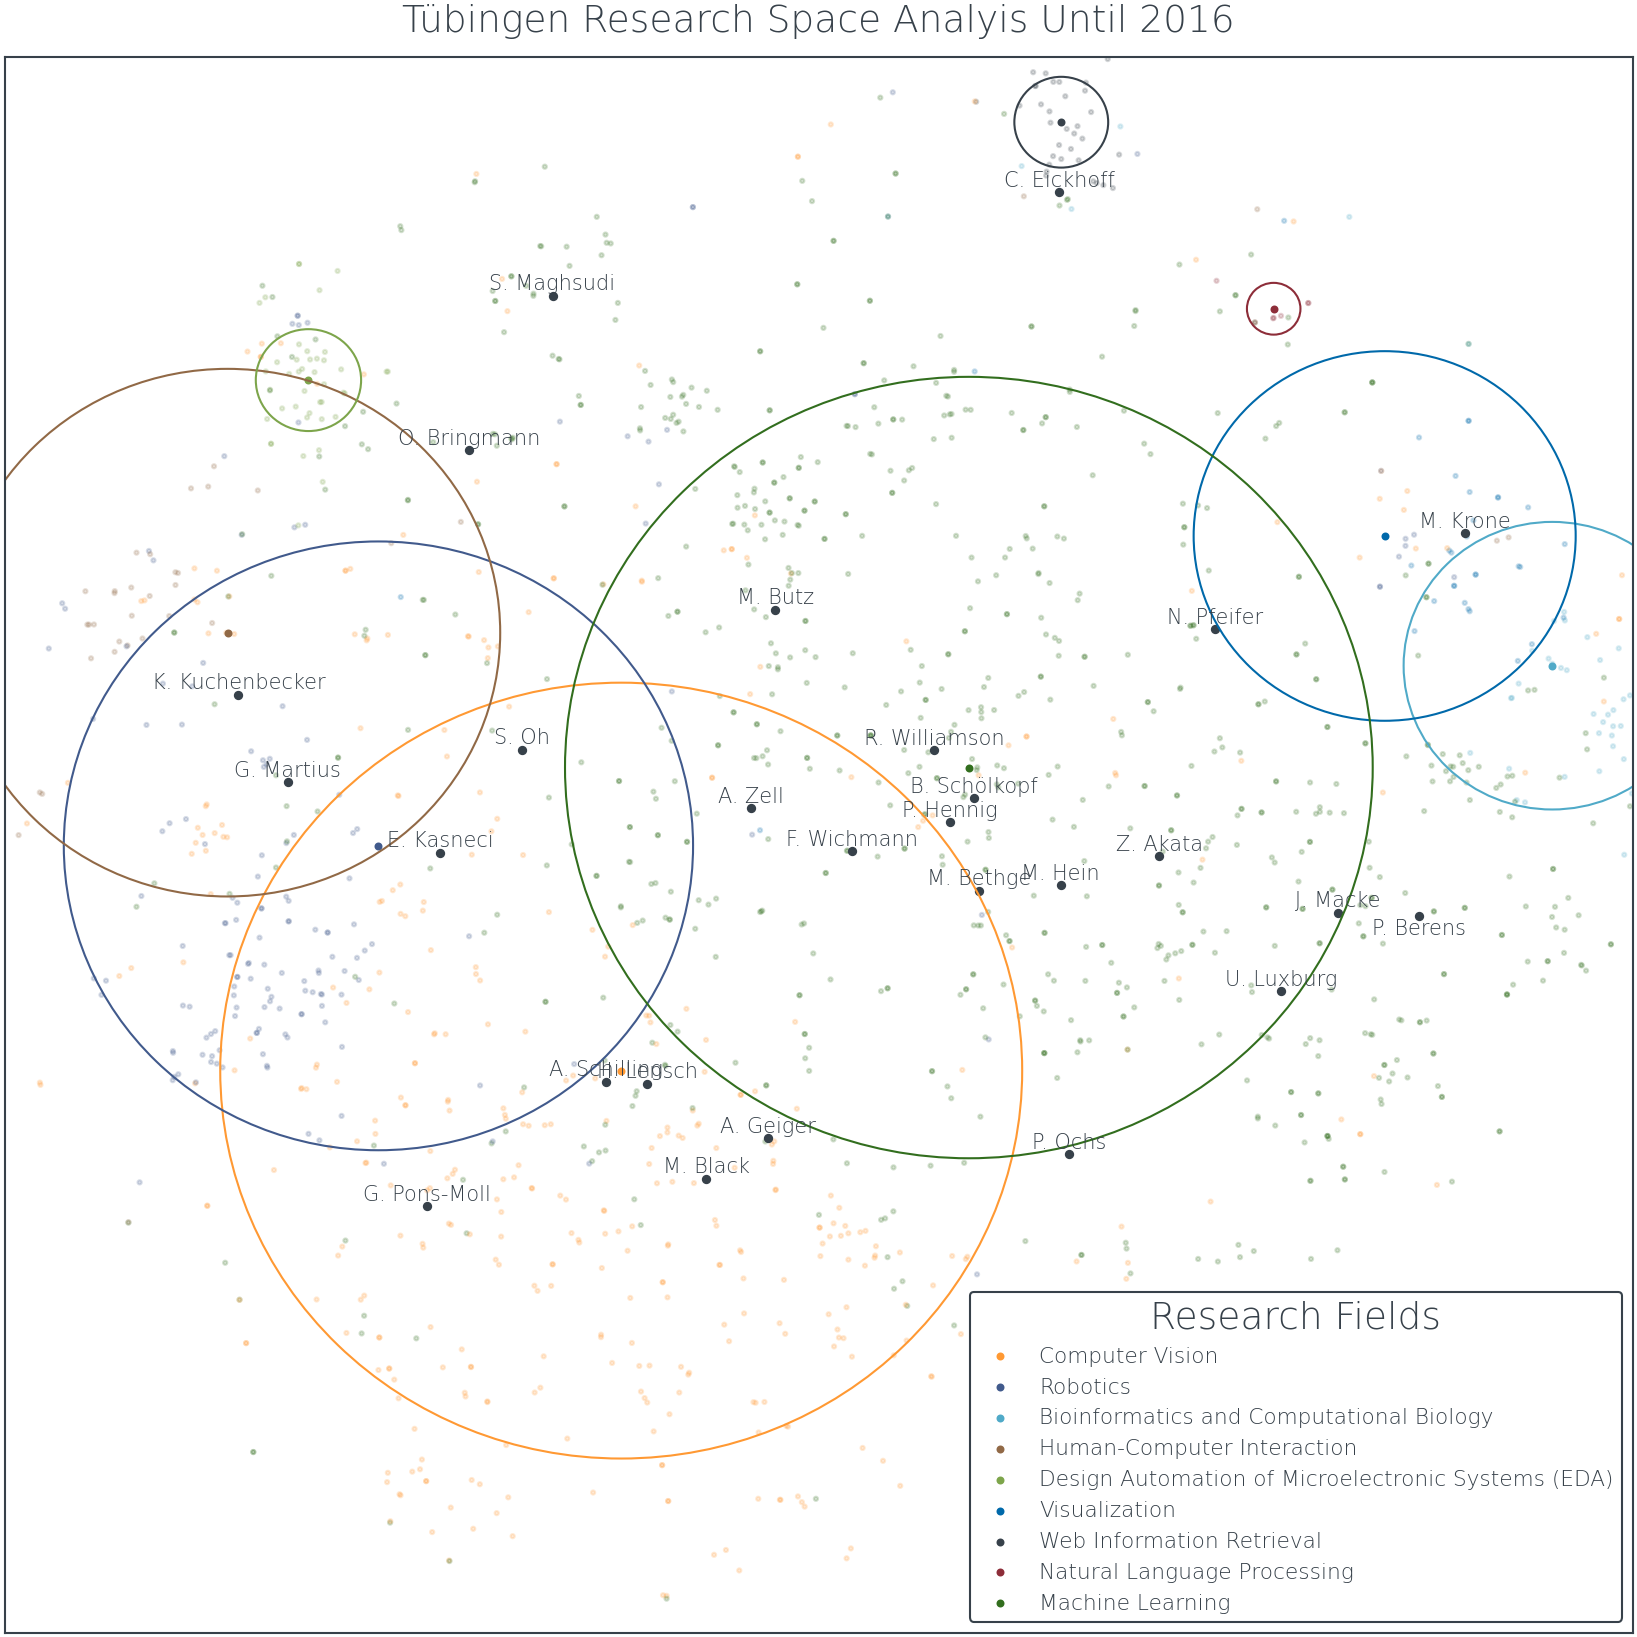 Tübingen Research Space Analyis Until 2016
C. Eickhoff
S. Maghsudi
O. Bringmann
M. Krone
M. Butz
N. Pfeifer
K. Kuchenbecker
S. Oh
R. Williamson
G. Martius
B. Schölkopf
A. Zell
P. Hennig
E. Kasneci
F. Wichmann
Z. Akata
M. Bethge
M. Hein
J. Macke
P. Berens
U. Luxburg
A. Schilling
H. Lensch
A. Geiger
P. Ochs
M. Black
G. Pons-Moll
Research Fields
Computer Vision
Robotics
Bioinformatics and Computational Biology
Human-Computer Interaction
Design Automation of Microelectronic Systems (EDA)
Visualization
Web Information Retrieval
Natural Language Processing
Machine Learning